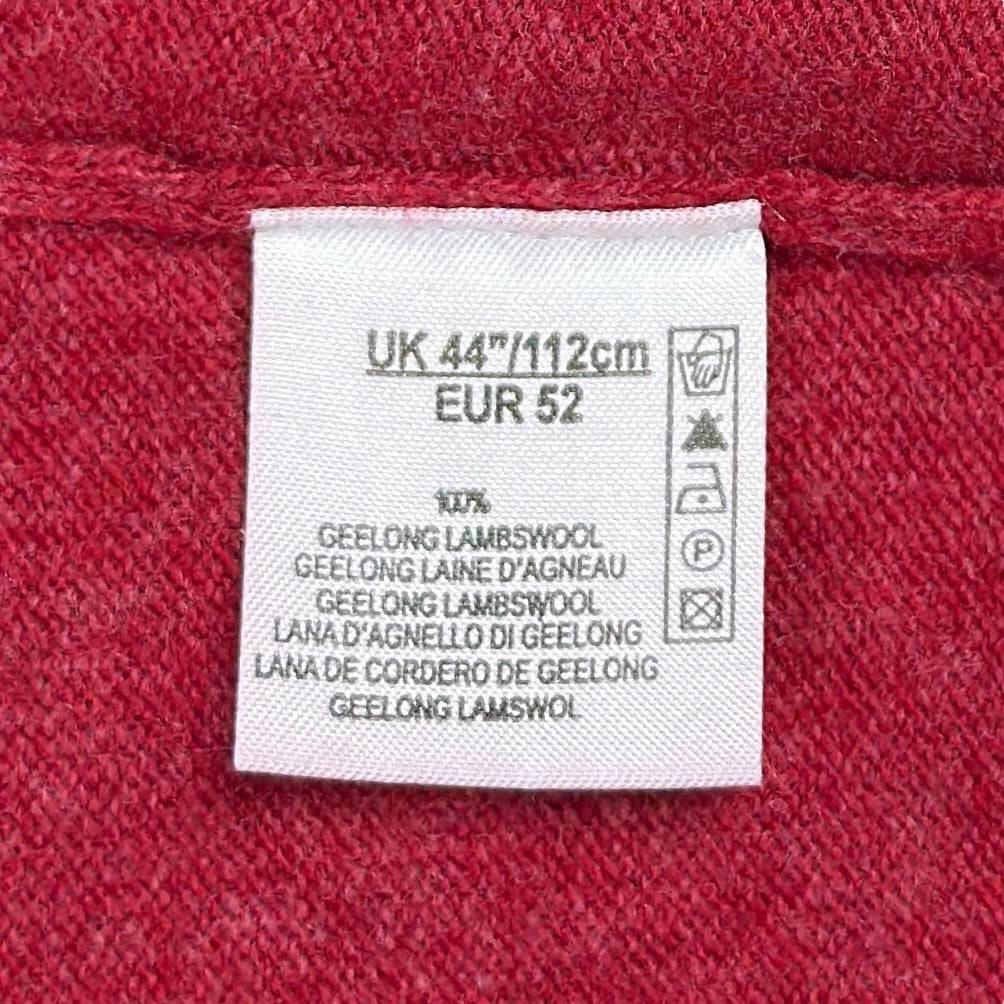 UK 44"/112cm
EUR 52
100%
GEELONG LAMBSWOOL
GEELONG LAINE D'AGNEAU
GEELONG LAMBSWOOL
LANA D'AGNELLO DI GEELONG
LANA DE CORDERO DE GEELONG
GEELONG LAMSWOL
P